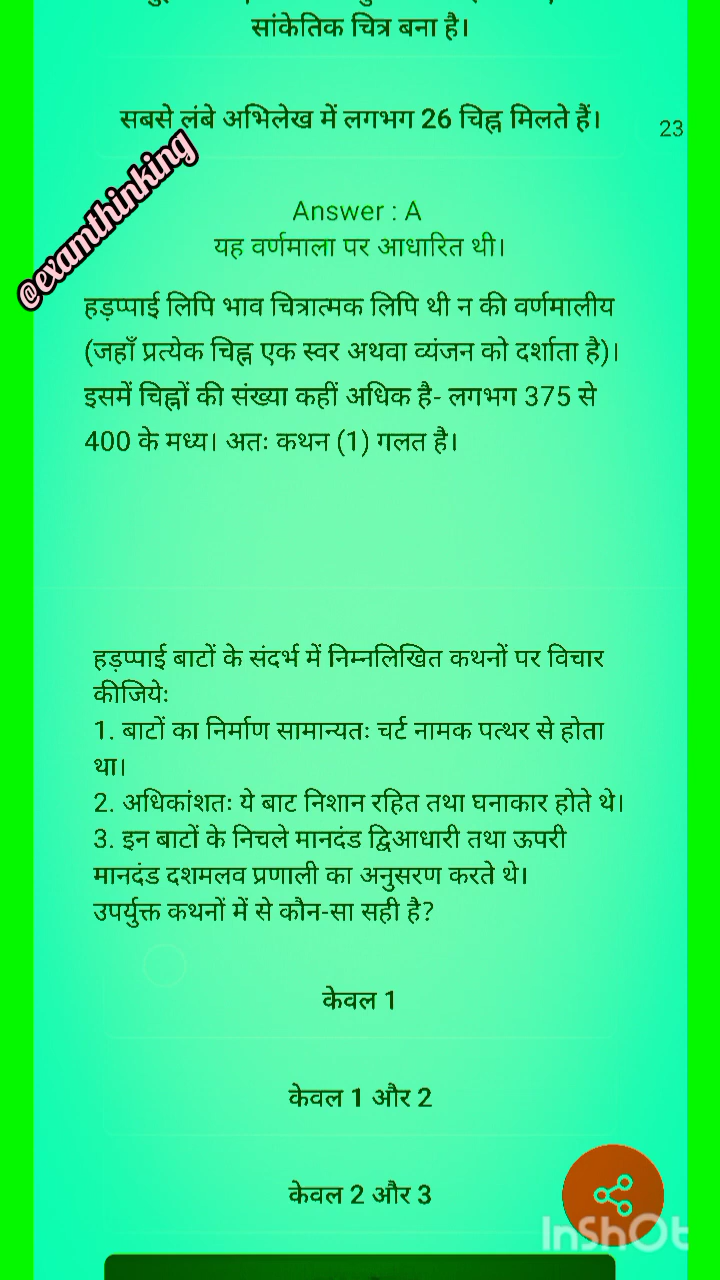 सांकेतिक चित्र बना है।
सबसे लंबे अभिलेख में लगभग 26 चिह्न मिलते हैं।
23
@examthinking
Answer : A
यह वर्णमाला पर आधारित थी।
हड़प्पाई लिपि भाव चित्रात्मक लिपि थी न की वर्णमालीय
(जहाँ प्रत्येक चिह्न एक स्वर अथवा व्यंजन को दर्शाता है)।
इसमें चिह्नों की संख्या कहीं अधिक है- लगभग 375 से
400 के मध्य। अतः कथन (1) गलत है।
हड़प्पाई बाटों के संदर्भ में निम्नलिखित कथनों पर विचार
कीजिये:
1. बाटों का निर्माण सामान्यतः चर्ट नामक पत्थर से होता
था।
2. अधिकांशतः ये बाट निशान रहित तथा घनाकार होते थे।
3. इन बाटों के निचले मानदंड द्विआधारी तथा ऊपरी
मानदंड दशमलव प्रणाली का अनुसरण करते थे।
उपर्युक्त कथनों में से कौन-सा सही है?
केवल 1
केवल 1 और 2
केवल 2 और 3
InShOt